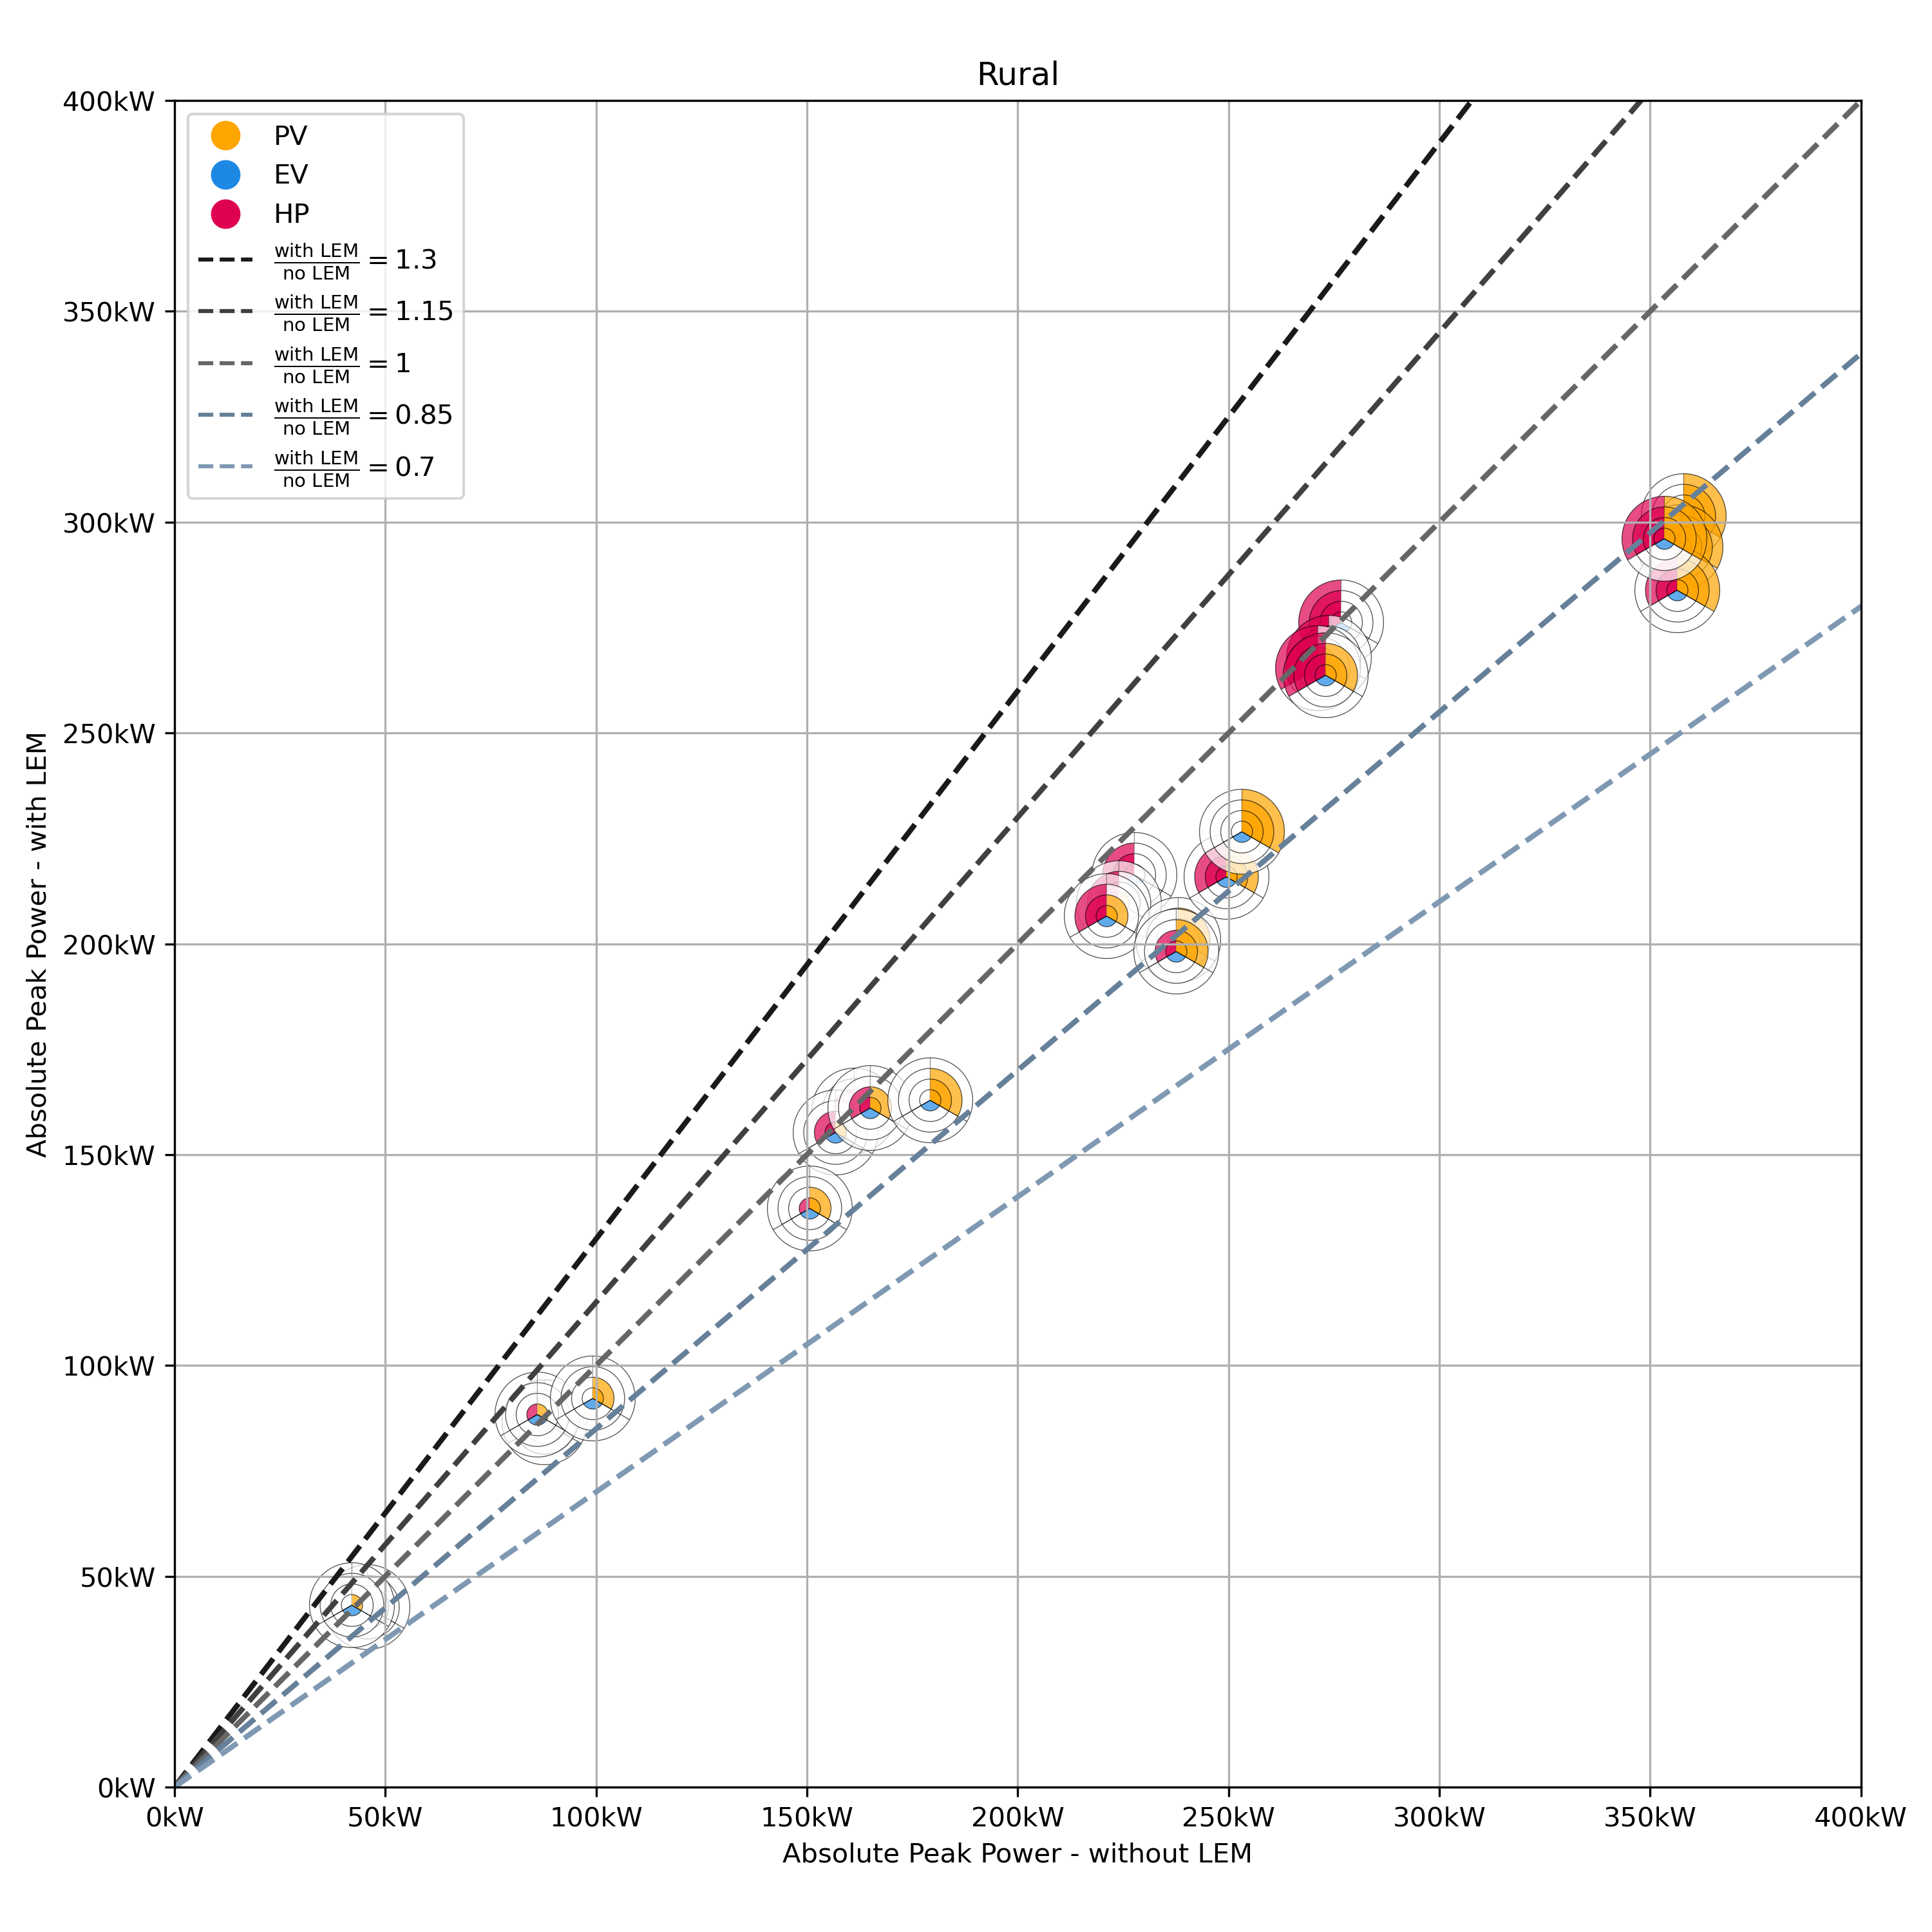 Rural
400kW
350kW
300kW
250kW
200kW
150kW
100kW
50kW
0kW
Absolute Peak Power - with LEM
PV
EV
HP
with LEM
no LEM = 1.3
with LEM
no LEM = 1.15
with LEM
no LEM = 1
with LEM
no LEM = 0.85
with LEM
no LEM = 0.7
0kW 50kW 100kW 150kW 200kW 250kW 300kW 350kW 400kW
Absolute Peak Power - without LEM